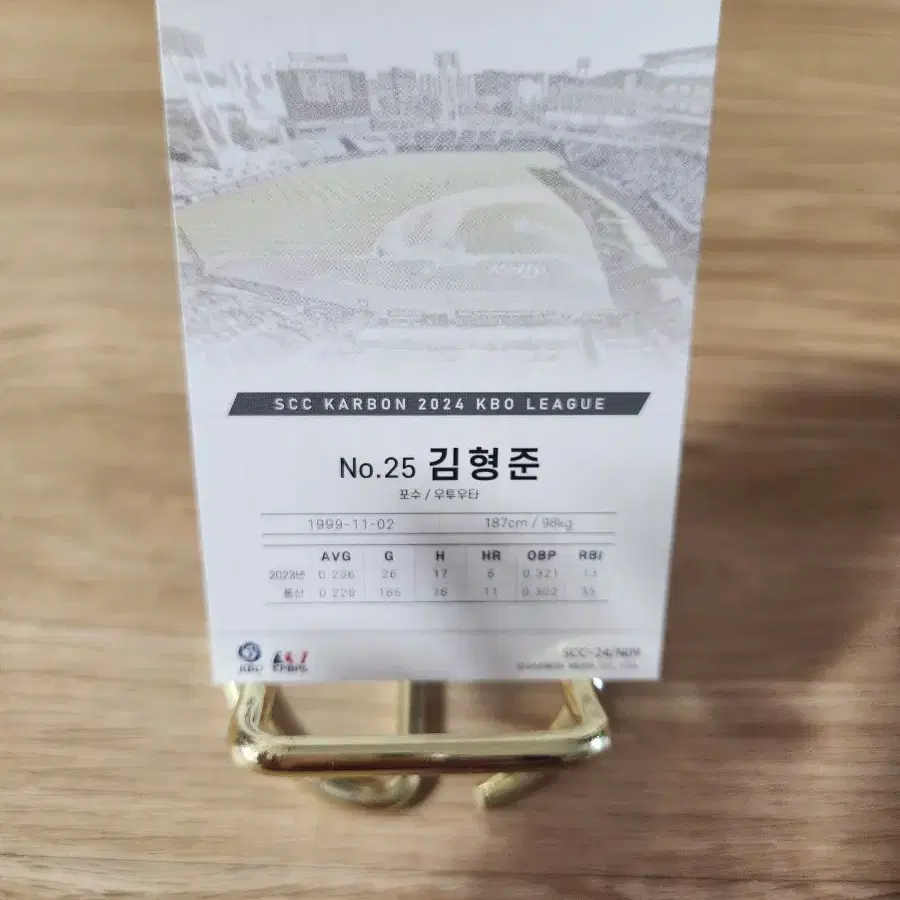 SCC KARBON 2024 KBO LEAGUE
No.25 김형준
포수 / 우투우타
1999-11-02 187cm / 98kg
AVG G H HR OBP RBI
2023년 0.236 26 17 6 0.321 13
통산 0.229 185 76 11 0.302 35
KBO
SCC-24/N09